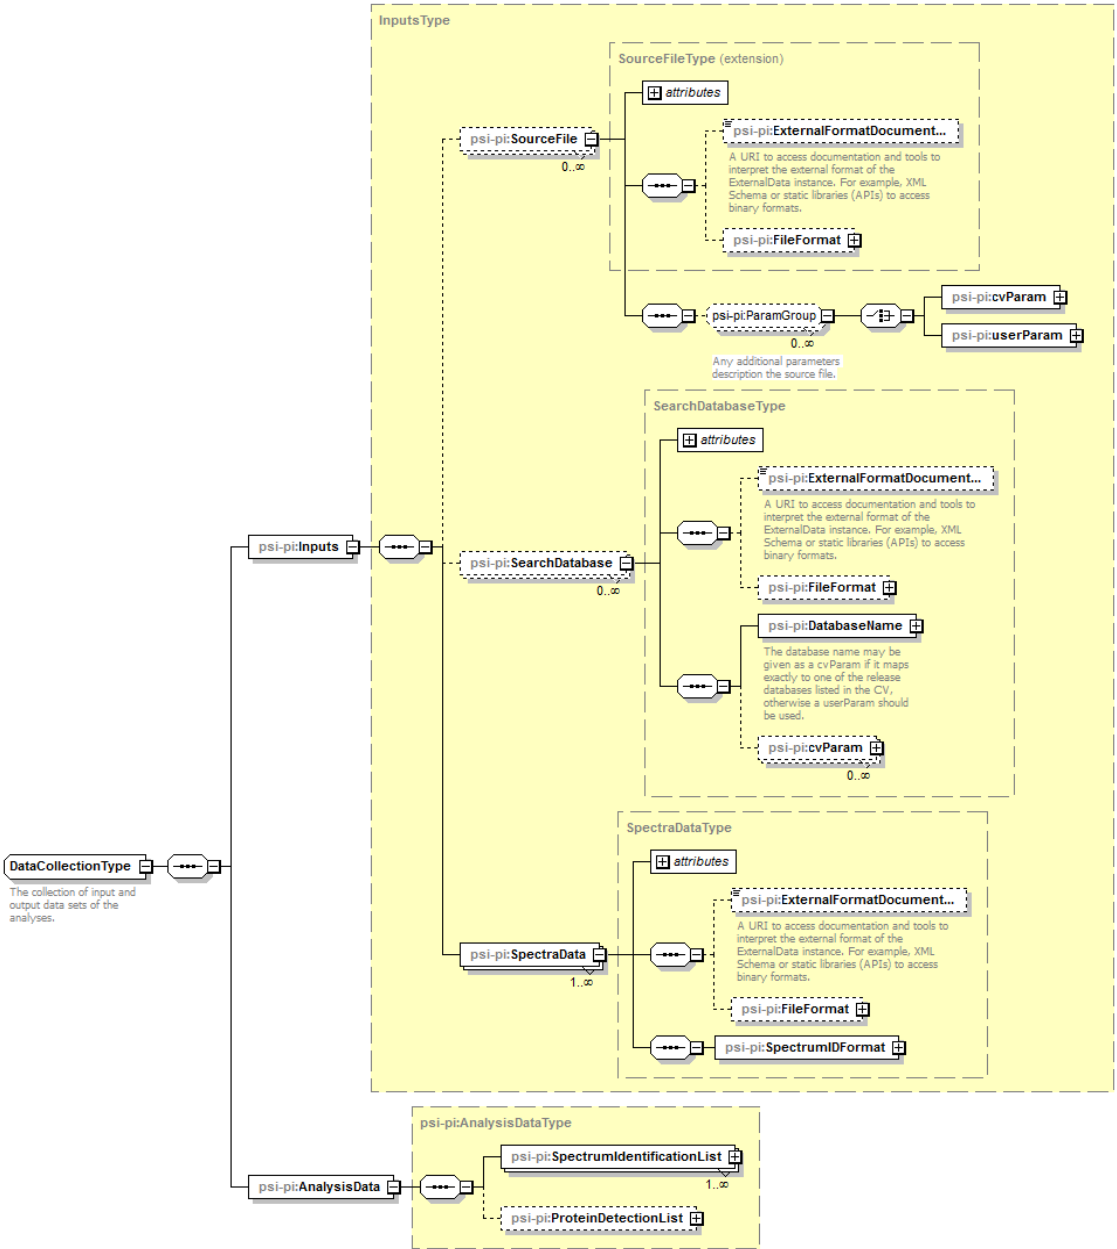 InputsType
SourceFileType (extension)
attributes
psi-pi:SourceFile
0..∞
psi-pi:ExternalFormatDocument...
A URI to access documentation and tools to
interpret the external format of the
ExternalData instance. For example, XML
Schema or static libraries (APIs) to access
binary formats.
psi-pi:FileFormat
psi-pi:ParamGroup
0..∞
Any additional parameters
description the source file.
psi-pi:cvParam
psi-pi:userParam
SearchDatabaseType
attributes
psi-pi:ExternalFormatDocument...
A URI to access documentation and tools to
interpret the external format of the
ExternalData instance. For example, XML
Schema or static libraries (APIs) to access
binary formats.
psi-pi:Inputs
psi-pi:SearchDatabase
0..∞
psi-pi:FileFormat
psi-pi:DatabaseName
The database name may be
given as a cvParam if it maps
exactly to one of the release
databases listed in the CV,
otherwise a userParam should
be used.
psi-pi:cvParam
0..∞
SpectraDataType
attributes
DataCollectionType
The collection of input and
output data sets of the
analyses.
psi-pi:ExternalFormatDocument...
A URI to access documentation and tools to
interpret the external format of the
ExternalData instance. For example, XML
Schema or static libraries (APIs) to access
binary formats.
psi-pi:SpectraData
1..∞
psi-pi:FileFormat
psi-pi:SpectrumIDFormat
psi-pi:AnalysisDataType
psi-pi:SpectrumIdentificationList
1..∞
psi-pi:AnalysisData
psi-pi:ProteinDetectionList